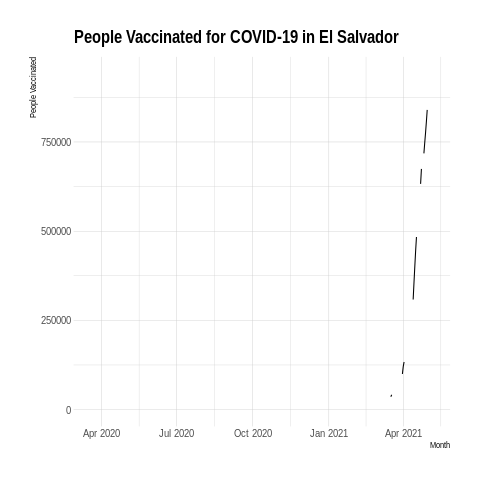 People Vaccinated for COVID-19 in El Salvador
People Vaccinated
750000
500000
250000
0
Apr 2020 Jul 2020 Oct 2020 Jan 2021 Apr 2021
Month